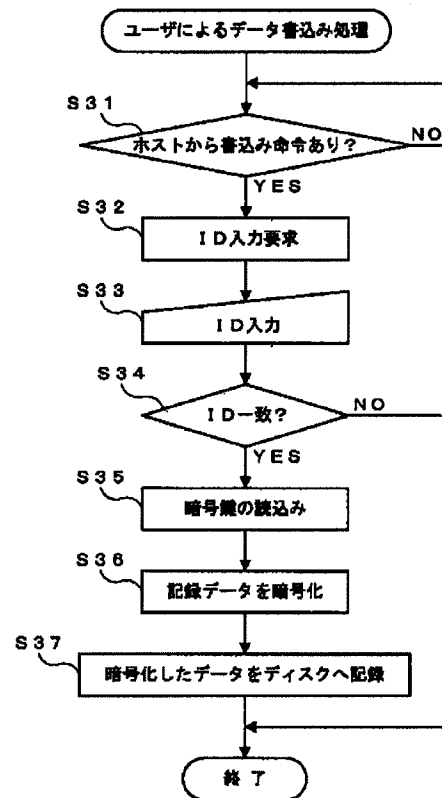 ユーザによるデータ書込み処理
S31
ホストから書込み命令あり?
NO
YES
S32
ID入力要求
S33
ID入力
S34
ID一致?
NO
YES
S35
暗号鍵の読込み
S36
記録データを暗号化
S37
暗号化したデータをディスクへ記録
終了